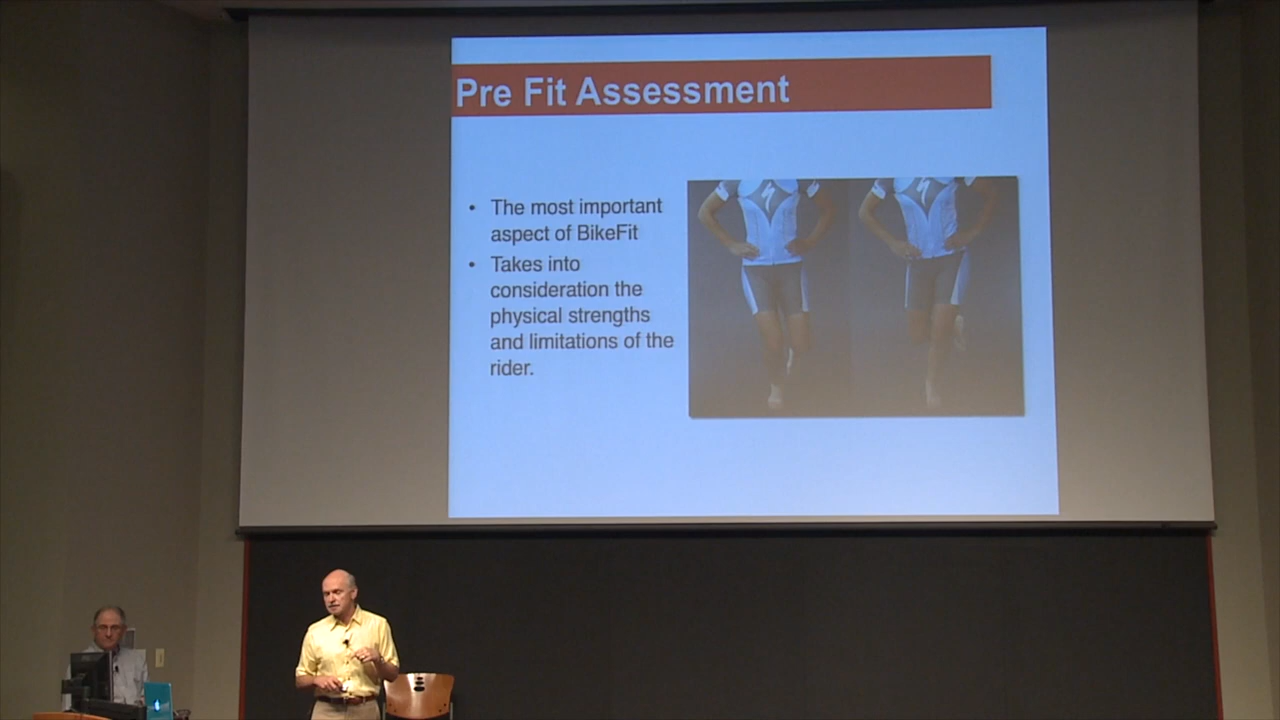 Pre Fit Assessment
• The most important
aspect of BikeFit
• Takes into
consideration the
physical strengths
and limitations of the
rider.